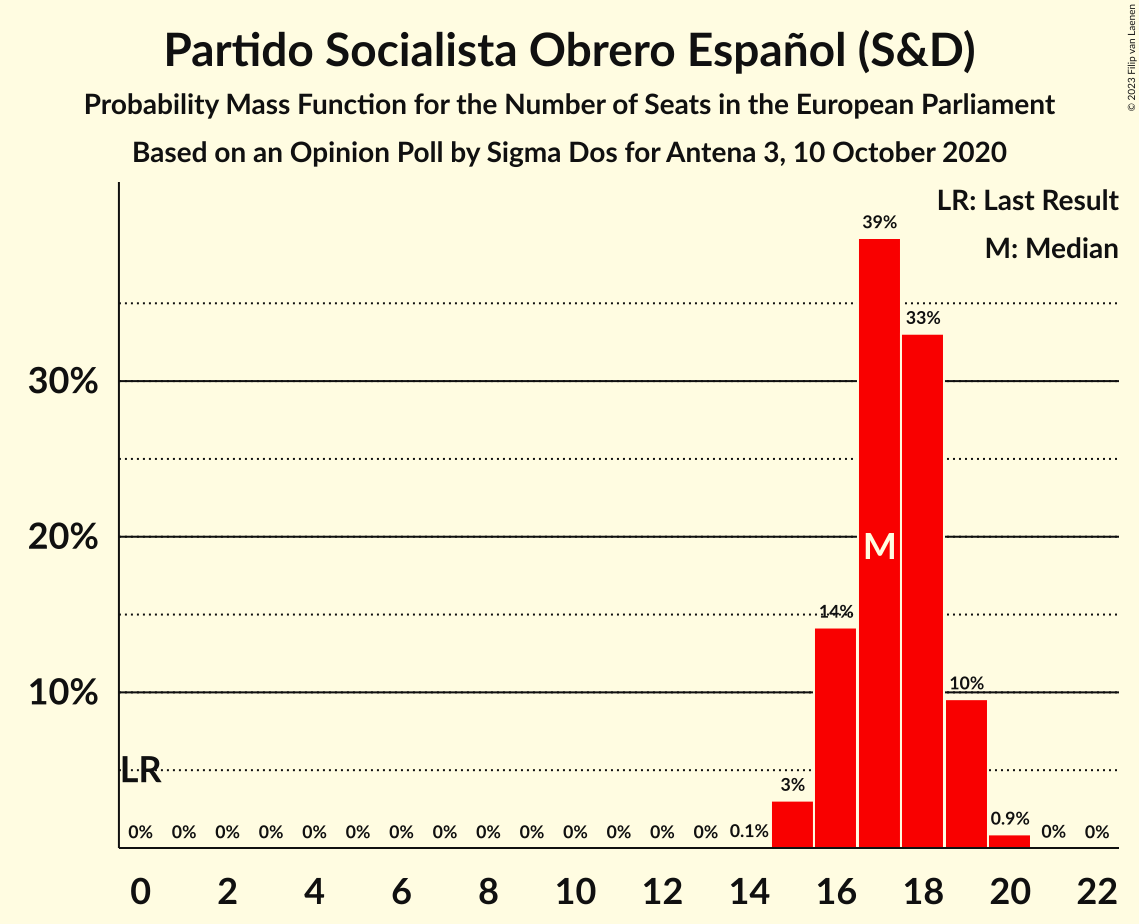 Partido Socialista Obrero Español (S&D)
Probability Mass Function for the Number of Seats in the European Parliament
Based on an Opinion Poll by Sigma Dos for Antena 3, 10 October 2020
© 2023 Filip van Laenen
LR: Last Result
M: Median
39%
33%
30%
20%
M
14%
10%
10%
LR
3%
0% 0% 0% 0% 0% 0% 0% 0% 0% 0% 0% 0% 0% 0% 0.1% 0.9% 0% 0%
0 2 4 6 8 10 12 14 16 18 20 22